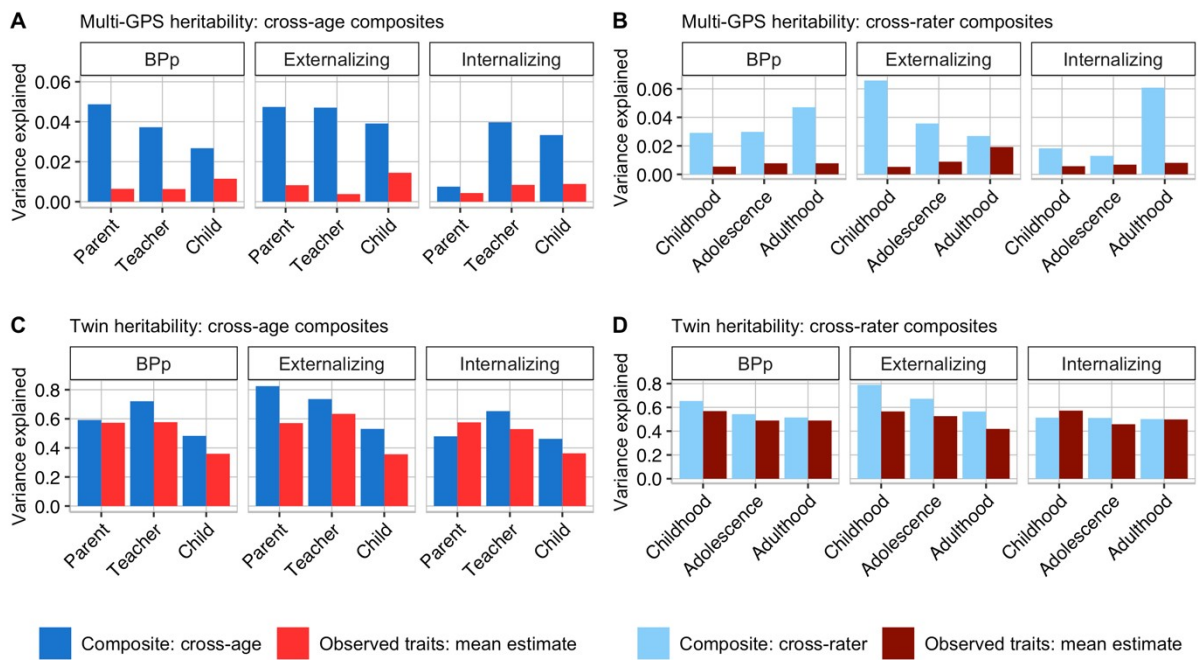 A Multi-GPS heritability: cross-age composites
BPp Externalizing Internalizing
Variance explained
0.06
0.04
0.02
0.00
Parent Teacher Child Parent Teacher Child Parent Teacher Child
B Multi-GPS heritability: cross-rater composites
BPp Externalizing Internalizing
Variance explained
0.06
0.04
0.02
0.00
Childhood Adolescence Adulthood Childhood Adolescence Adulthood Childhood Adolescence Adulthood
C Twin heritability: cross-age composites
BPp Externalizing Internalizing
Variance explained
0.8
0.6
0.4
0.2
0.0
Parent Teacher Child Parent Teacher Child Parent Teacher Child
D Twin heritability: cross-rater composites
BPp Externalizing Internalizing
Variance explained
0.8
0.6
0.4
0.2
0.0
Childhood Adolescence Adulthood Childhood Adolescence Adulthood Childhood Adolescence Adulthood
Composite: cross-age Observed traits: mean estimate
Composite: cross-rater Observed traits: mean estimate